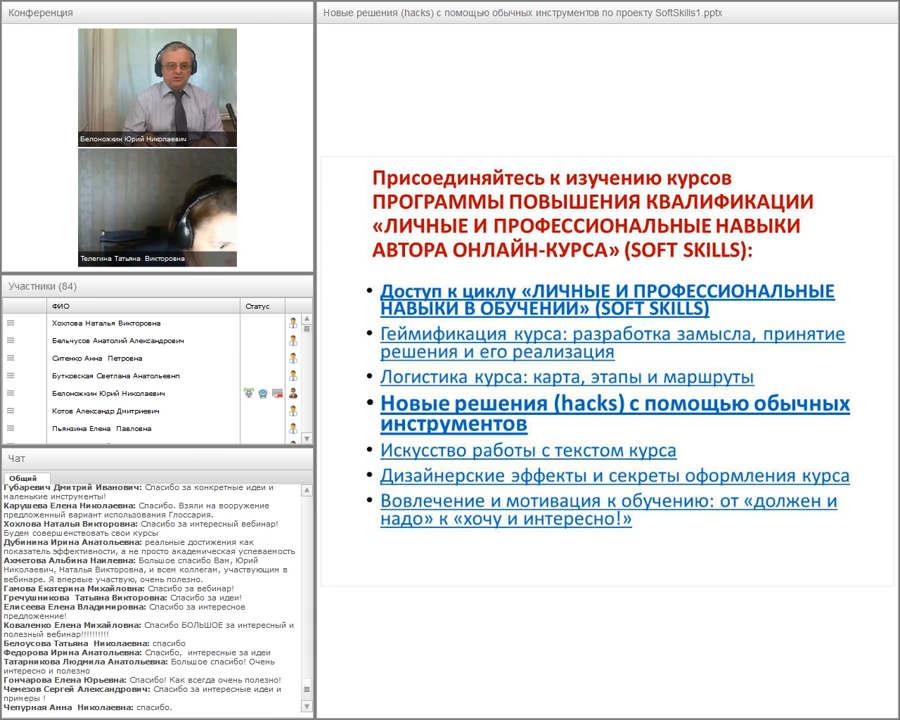 Конференция
Белоножкин Юрий Николаевич
Телегина Татьяна Викторовна
Участники (84)
ФИО Статус
Хохлова Наталья Викторовна
Бельчусов Анатолий Александрович
Ситенко Анна Петровна
Бутковская Светлана Анатольевнп
Белоножкин Юрий Николаевич
Котов Александр Дмитриевич
Пьянзина Елена Павловна
Чат
Общий
Губаревич Дмитрий Иванович: Спасибо за конкретные идеи и
маленькие инструменты!
Карушева Елена Николаевна: Спасибо. Взяли на вооружение
предложенный вариант использования Глоссария.
Хохлова Наталья Викторовна: Спасибо за интересный вебинар!
Будем совершенствовать свои курсы
Дубинина Ирина Анатольевна: реальные достижения как
показатель эффективности, а не просто академическая успеваемость
Ахметова Альбина Наилевна: Большое спасибо Вам, Юрий
Николаевич, Наталья Викторовна, и всем коллегам, участвующим в
вебинаре. Я впервые участвую, очень полезно.
Гамова Екатерина Михайловна: Спасибо за вебинар!
Гречушникова Татьяна Викторовна: Спасибо за идеи!
Елисеева Елена Владимировна: Спасибо за интересное
предложенние!
Коваленко Елена Михайловна: Спасибо БОЛЬШОЕ за интересный и
полезный вебинар!!!!!!!!!!
Белоусова Татьяна Николаевна: спасибо
Федорова Ирина Анатольевна: Спасибо, интересные за идеи
Татарникова Людмила Анатольевна: Большое спасибо! Очень
интересно и полезно
Гончарова Елена Юрьевна: Спасибо! Как всегда очень полезно!
Чемезов Сергей Александрович: Спасибо за интересные идеи и
примеры !
Чепурная Анна Николаевна: спасибо.
Новые решения (hacks) с помощью обычных инструментов по проекту SoftSkills1.pptx
Присоединяйтесь к изучению курсов
ПРОГРАММЫ ПОВЫШЕНИЯ КВАЛИФИКАЦИИ
«ЛИЧНЫЕ И ПРОФЕССИОНАЛЬНЫЕ НАВЫКИ
АВТОРА ОНЛАЙН-КУРСА» (SOFT SKILLS):
• Доступ к циклу «ЛИЧНЫЕ И ПРОФЕССИОНАЛЬНЫЕ
НАВЫКИ В ОБУЧЕНИИ» (SOFT SKILLS)
• Геймификация курса: разработка замысла, принятие
решения и его реализация
• Логистика курса: карта, этапы и маршруты
• Новые решения (hacks) с помощью обычных
инструментов
• Искусство работы с текстом курса
• Дизайнерские эффекты и секреты оформления курса
• Вовлечение и мотивация к обучению: от «должен и
надо» к «хочу и интересно!»